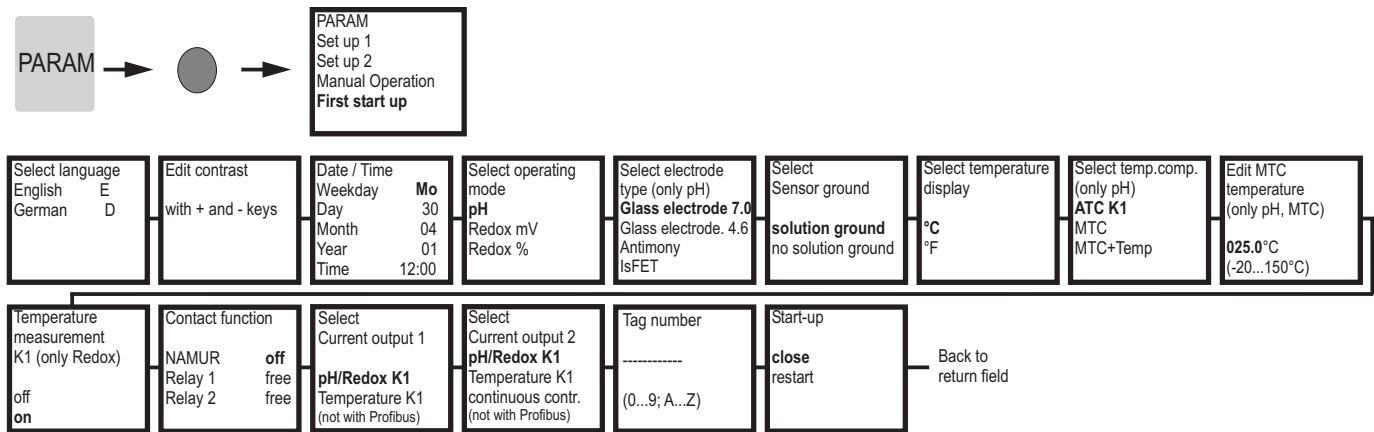 PARAM
PARAM
Set up 1
Set up 2
Manual Operation
First start up
Select language
English E
German D
Edit contrast
with + and - keys
Date / Time
Weekday Mo
Day 30
Month 04
Year 01
Time 12:00
Select operating
mode
pH
Redox mV
Redox %
Select electrode
type (only pH)
Glass electrode 7.0
Glass electrode. 4.6
Antimony
IsFET
Select
Sensor ground
solution ground
no solution ground
Select temperature
display
°C
°F
Select temp.comp.
(only pH)
ATC K1
MTC
MTC+Temp
Edit MTC
temperature
(only pH, MTC)
025.0°C
(-20...150°C)
Temperature
measurement
K1 (only Redox)
off
on
Contact function
NAMUR off
Relay 1 free
Relay 2 free
Select
Current output 1
pH/Redox K1
Temperature K1
(not with Profibus)
Select
Current output 2
pH/Redox K1
Temperature K1
continuous contr.
(not with Profibus)
Tag number
------------
(0...9; A...Z)
Start-up
close
restart
Back to
return field